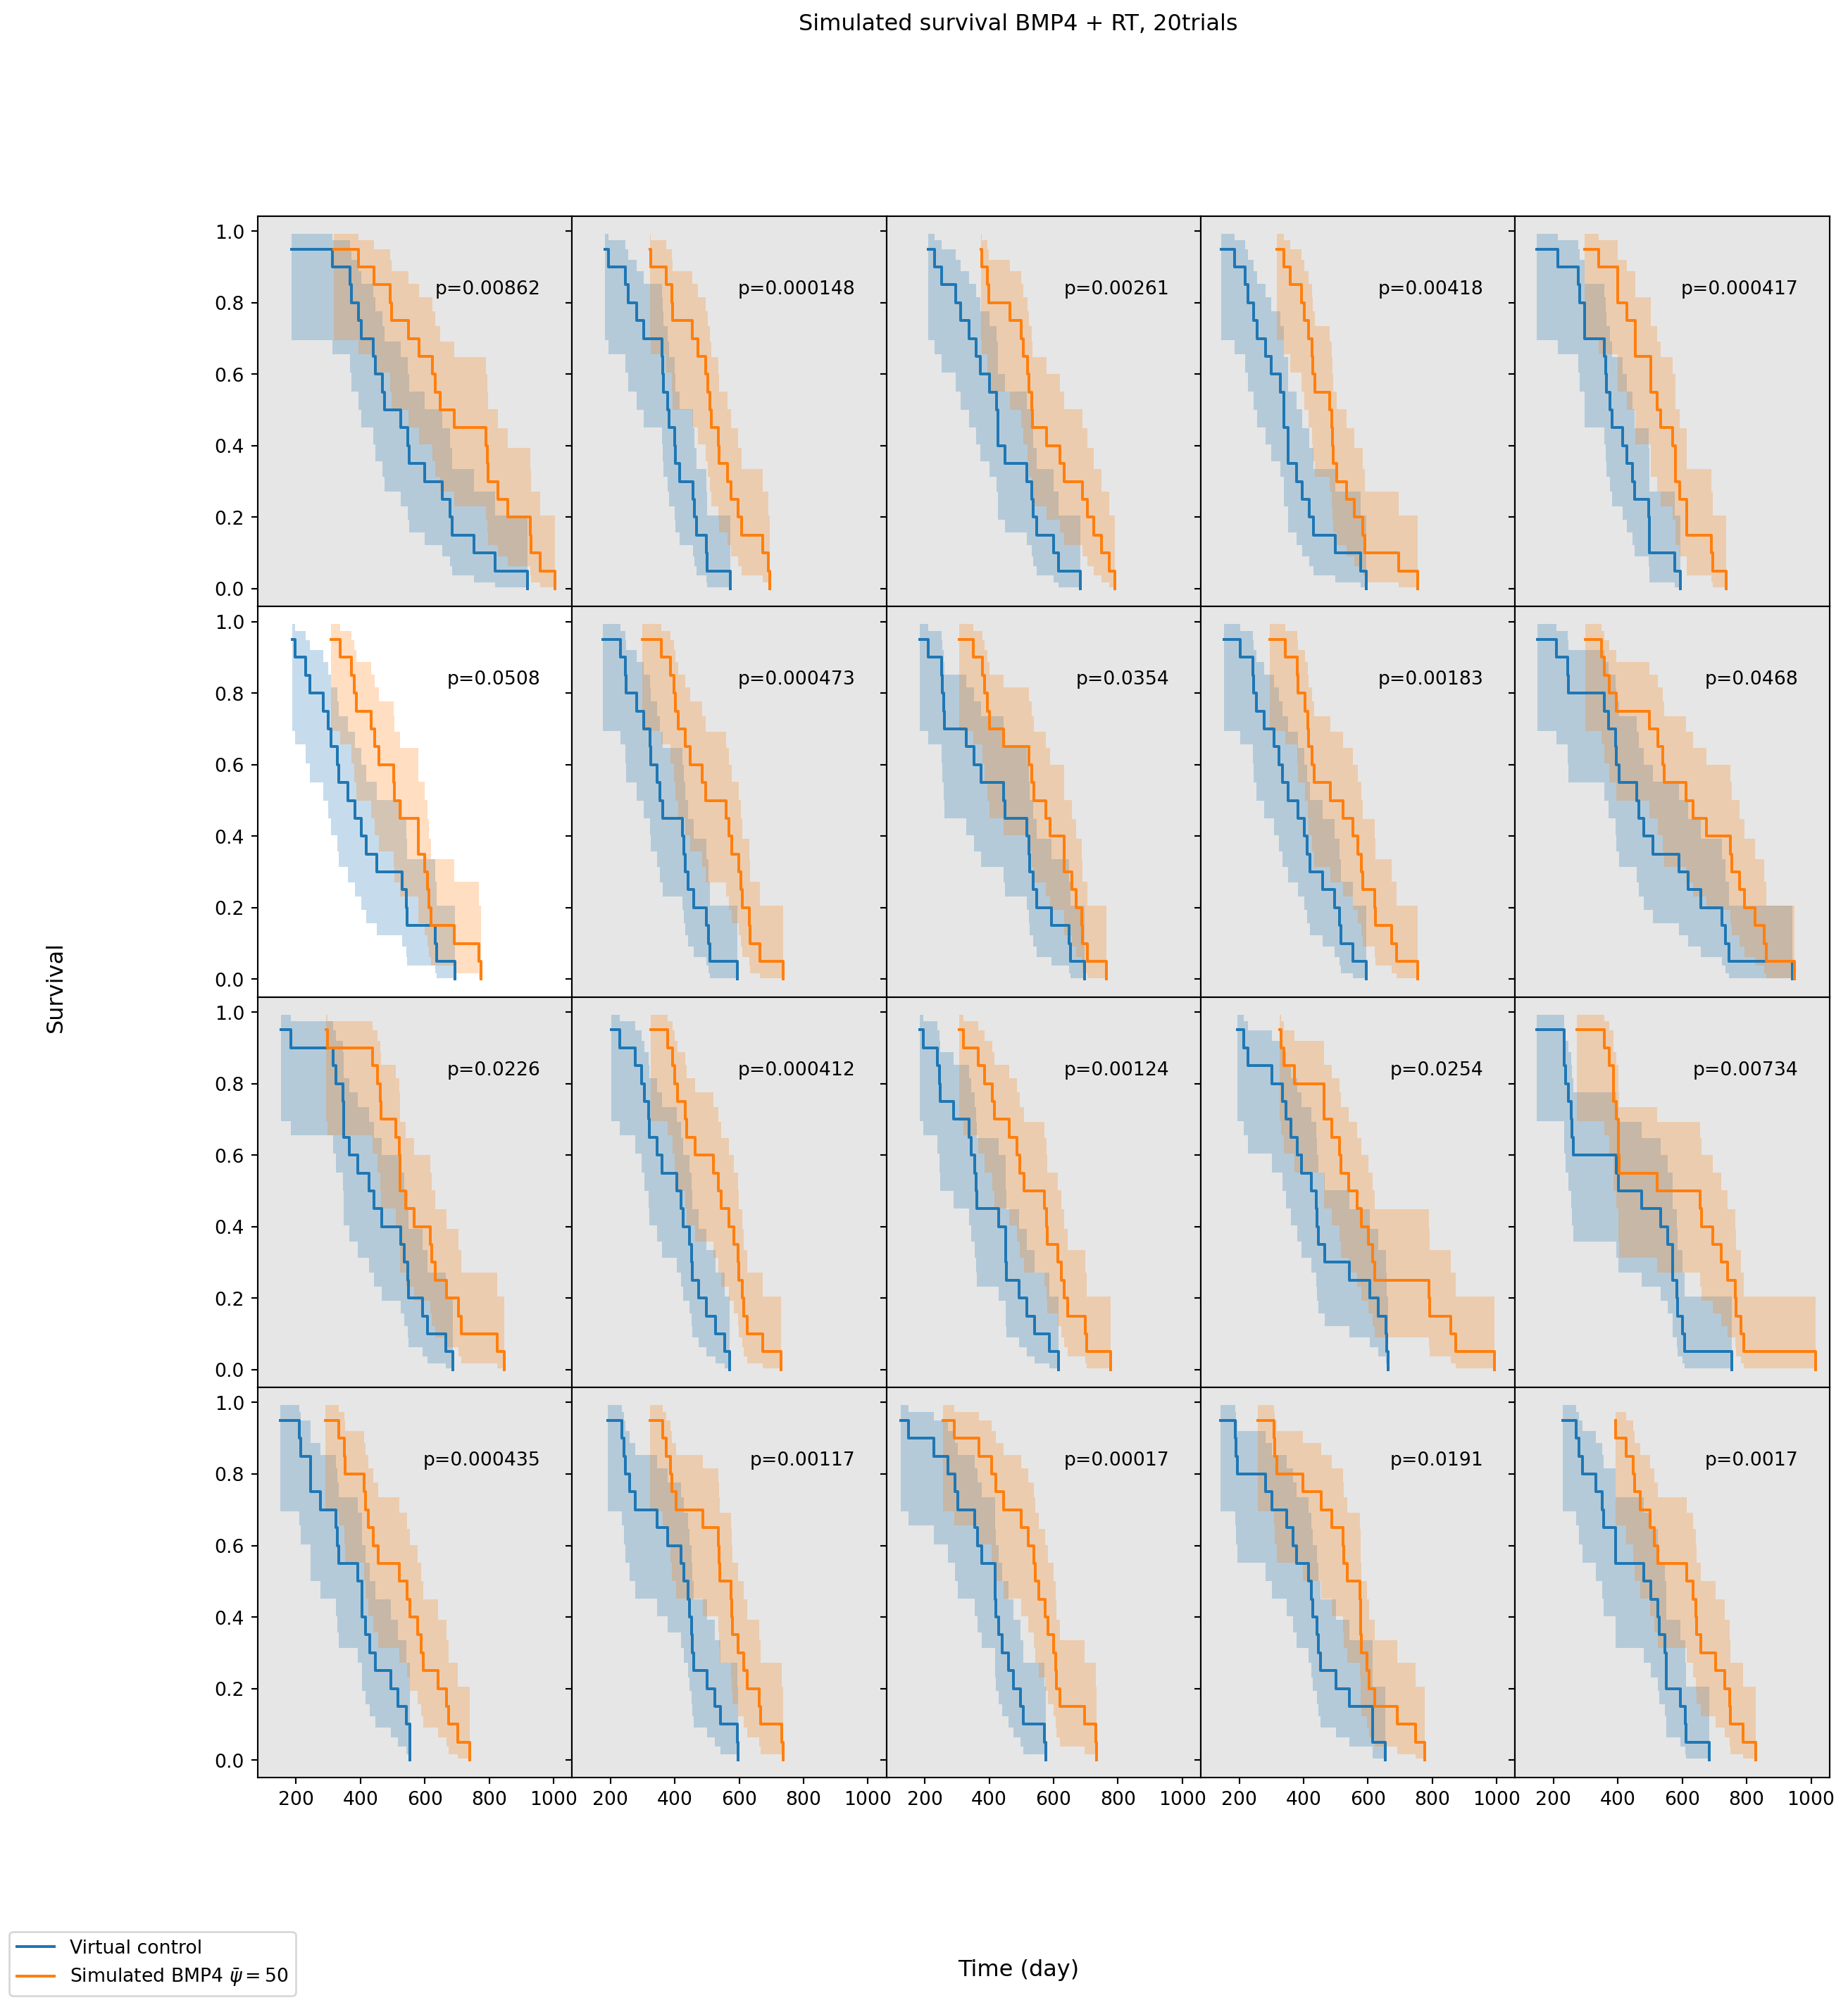 Simulated survival BMP4 + RT, 20trials
1.0
0.8
0.6
0.4
0.2
0.0
p=0.00862
p=0.000148
p=0.00261
p=0.00418
p=0.000417
1.0
0.8
0.6
0.4
0.2
0.0
p=0.0508
p=0.000473
p=0.0354
p=0.00183
p=0.0468
Survival
1.0
0.8
0.6
0.4
0.2
0.0
p=0.0226
p=0.000412
p=0.00124
p=0.0254
p=0.00734
1.0
0.8
0.6
0.4
0.2
0.0
p=0.000435
p=0.00117
p=0.00017
p=0.0191
p=0.0017
200 400 600 800 1000 200 400 600 800 1000 200 400 600 800 1000 200 400 600 800 1000 200 400 600 800 1000
Time (day)
Virtual control
Simulated BMP4 ψ̄ = 50